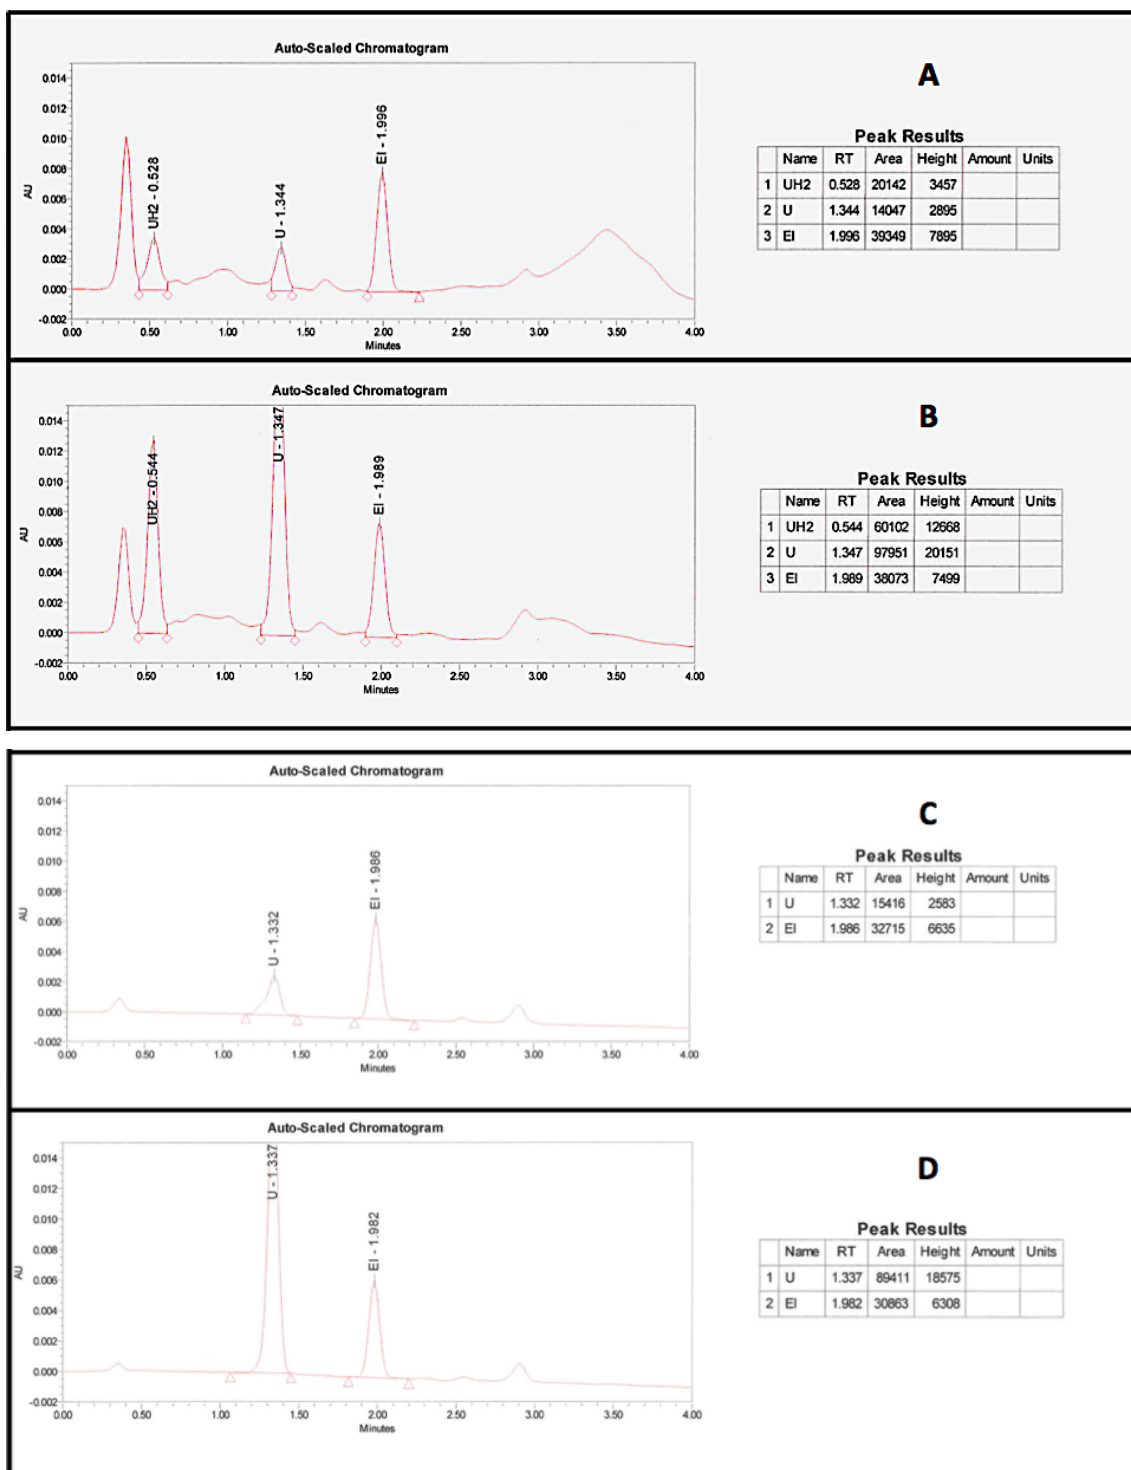 Auto-Scaled Chromatogram
A
0.014
0.012
0.010
0.008
0.006
0.004
0.002
0.000
-0.002
AU
UH2 - 0.528
U - 1.344
EI - 1.996
0.00 0.50 1.00 1.50 2.00 2.50 3.00 3.50 4.00
Minutes
Peak Results
Name RT Area Height Amount Units
1 UH2 0.528 20142 3457
2 U 1.344 14047 2895
3 EI 1.996 39349 7895
Auto-Scaled Chromatogram
B
0.014
0.012
0.010
0.008
0.006
0.004
0.002
0.000
-0.002
AU
UH2 - 0.544
U - 1.347
EI - 1.989
0.00 0.50 1.00 1.50 2.00 2.50 3.00 3.50 4.00
Minutes
Peak Results
Name RT Area Height Amount Units
1 UH2 0.544 60102 12668
2 U 1.347 97951 20151
3 EI 1.989 38073 7499
Auto-Scaled Chromatogram
C
0.014
0.012
0.010
0.008
0.006
0.004
0.002
0.000
-0.002
AU
U - 1.332
EI - 1.986
0.00 0.50 1.00 1.50 2.00 2.50 3.00 3.50 4.00
Minutes
Peak Results
Name RT Area Height Amount Units
1 U 1.332 15416 2583
2 EI 1.986 32715 6635
Auto-Scaled Chromatogram
D
0.014
0.012
0.010
0.008
0.006
0.004
0.002
0.000
-0.002
AU
U - 1.337
EI - 1.982
0.00 0.50 1.00 1.50 2.00 2.50 3.00 3.50 4.00
Minutes
Peak Results
Name RT Area Height Amount Units
1 U 1.337 89411 18575
2 EI 1.982 30863 6308